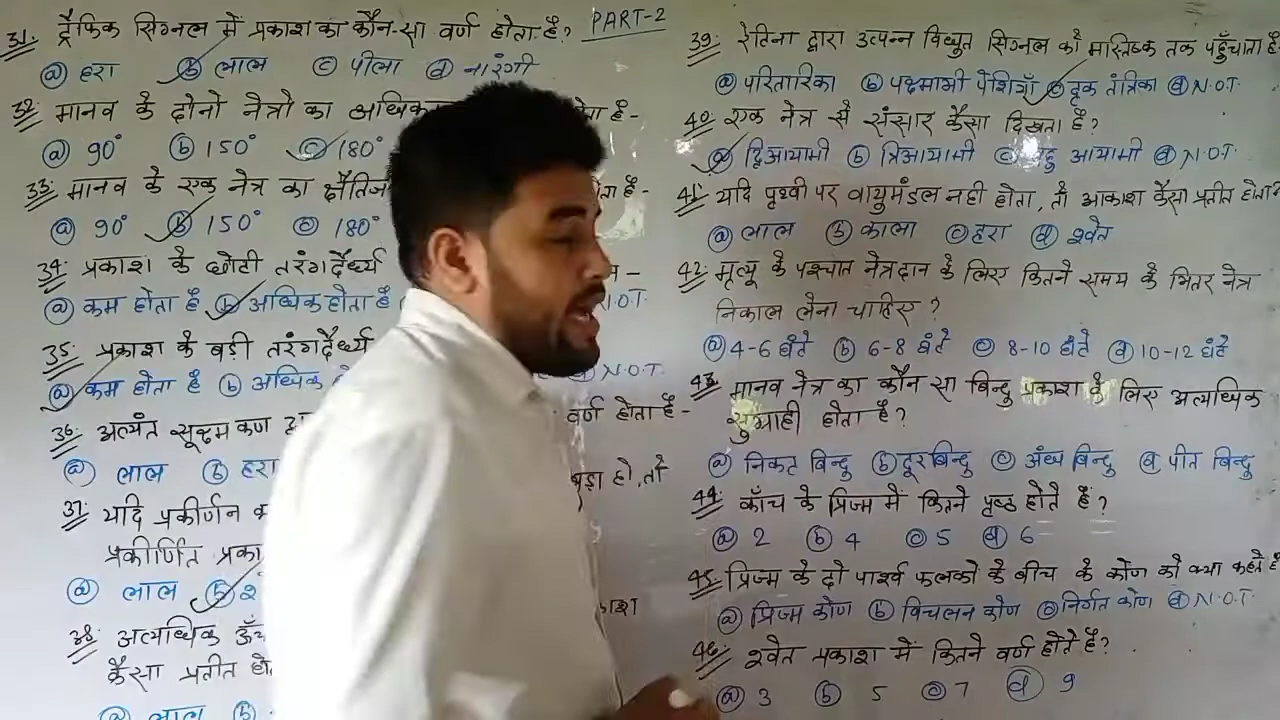 PART-2
31. ट्रैफिक सिग्नल में प्रकाश का कौन-सा वर्ण होता है?
(a) हरा (b) लाल (c) पीला (d) नारंगी
32. मानव के दोनो नेत्रो का अधिकतम
(a) 90° (b) 150° (c) 180°
33. मानव के एक नेत्र का क्षैतिज
(a) 90° (b) 150° (c) 180°
34. प्रकाश के छोटी तरंगदैर्ध्य
(a) कम होता है (b) अधिक होता है
35. प्रकाश के बड़ी तरंगदैर्ध्य
(a) कम होता है (b) अधिक N.O.T.
36. अत्यंत सूक्ष्म कण वर्ण होता है-
(a) लाल (b) हरा
37. यदि प्रकीर्णन बड़ा हो, तो
प्रकीर्णित
(a) लाल (b)
38. अत्यधिक
कैसा प्रतीत
(a) लाल (b)
39. रेटिना द्वारा उत्पन्न विद्युत सिग्नल को मास्तिष्क तक पहुँचाता है
(a) परितारिका (b) पक्ष्माभी पेशियाँ (c) दृक तंत्रिका (d) N.O.T.
40. एक नेत्र से संसार कैसा दिखता है?
(a) द्विआयामी (b) त्रिआयामी (c) बहु आयामी (d) N.O.T.
41. यदि पृथ्वी पर वायुमंडल नही होता, तो आकाश कैसा प्रतीत होता
(a) लाल (b) काला (c) हरा (d) श्वेत
42. मृत्यू के पश्चात नेत्रदान के लिए कितने समय के भितर नेत्र
निकाल लेना चाहिए ?
(a) 4-6 घंटे (b) 6-8 घंटे (c) 8-10 घंटे (d) 10-12 घंटे
43. मानव नेत्र का कौन सा बिन्दु प्रकाश के लिए अत्यधिक
सुग्राही होता है?
(a) निकट बिन्दु (b) दूर बिन्दु (c) अंध बिन्दु (d) पीत बिन्दु
44. काँच के प्रिज्म में कितने पृष्ठ होते हैं?
(a) 2 (b) 4 (c) 5 (d) 6
45. प्रिज्म के दो पार्श्व फलको के बीच के कोण को क्या कहते है
(a) प्रिज्म कोण (b) विचलन कोण (c) निर्गत कोण (d) N.O.T.
46. श्वेत प्रकाश में कितने वर्ण होते है?
(a) 3 (b) 5 (c) 7 (d) 9